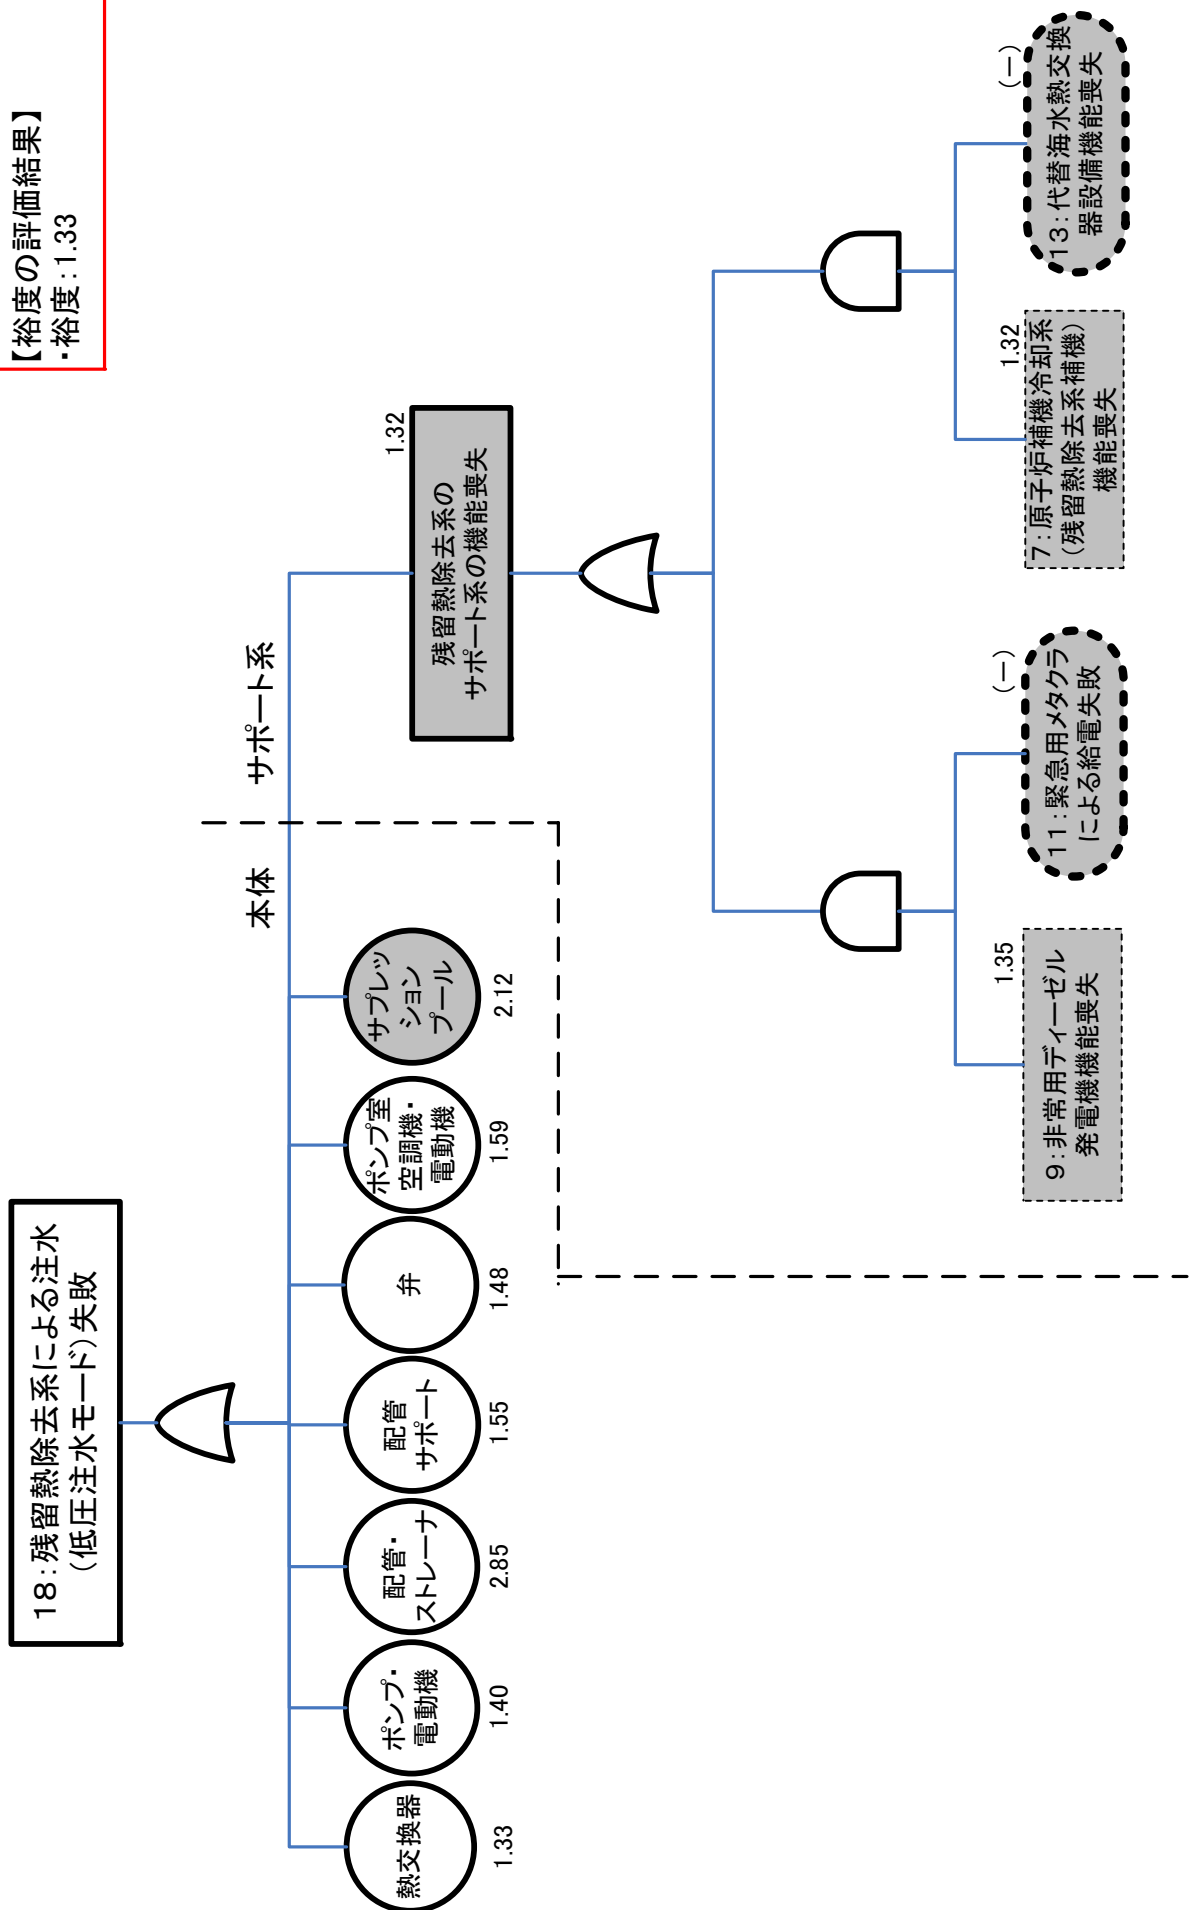 【裕度の評価結果】
・裕度:1.33
18:残留熱除去系による注水
(低圧注水モード)失敗
本体
サポート系
熱交換器
1.33
ポンプ・
電動機
1.40
配管・
ストレーナ
2.85
配管
サポート
1.55
弁
1.48
ポンプ室
空調機・
電動機
1.59
サプレッ
ション
プール
2.12
1.32
残留熱除去系の
サポート系の機能喪失
1.35
9:非常用ディーゼル
発電機機能喪失
(ー)
11:緊急用メタクラ
による給電失敗
1.32
7:原子炉補機冷却系
(残留熱除去系補機)
機能喪失
(ー)
13:代替海水熱交換
器設備機能喪失